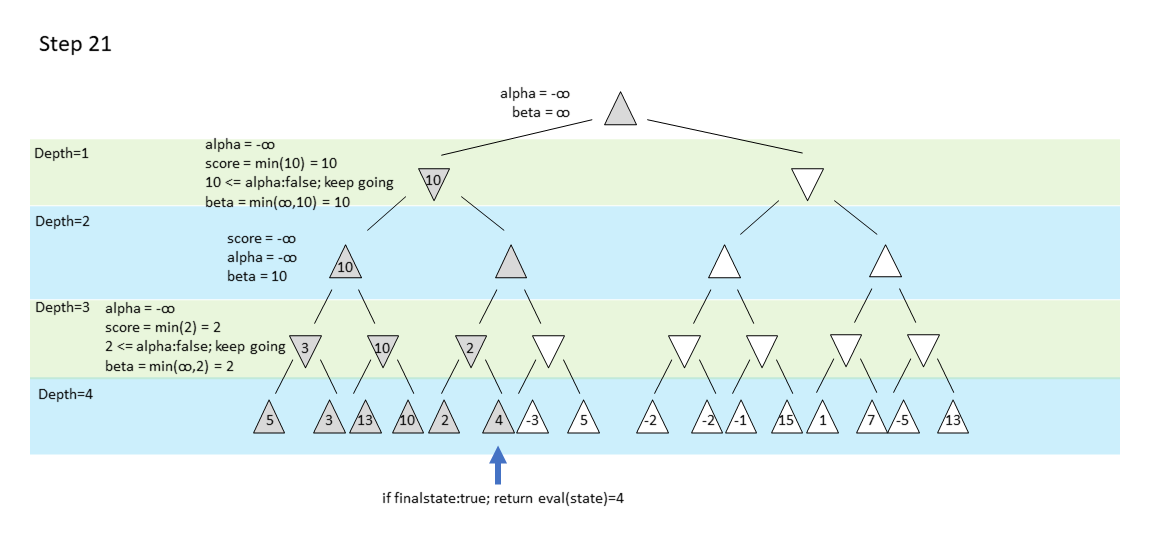 Step 21
alpha = -∞
beta = ∞
Depth=1
alpha = -∞
score = min(10) = 10
10 <= alpha:false; keep going
beta = min(∞,10) = 10
10
Depth=2
score = -∞
alpha = -∞
beta = 10
10
Depth=3
alpha = -∞
score = min(2) = 2
2 <= alpha:false; keep going
beta = min(∞,2) = 2
3 10 2
Depth=4
5 3 13 10 2 4 -3 5 -2 -2 -1 15 1 7 -5 13
if finalstate:true; return eval(state)=4